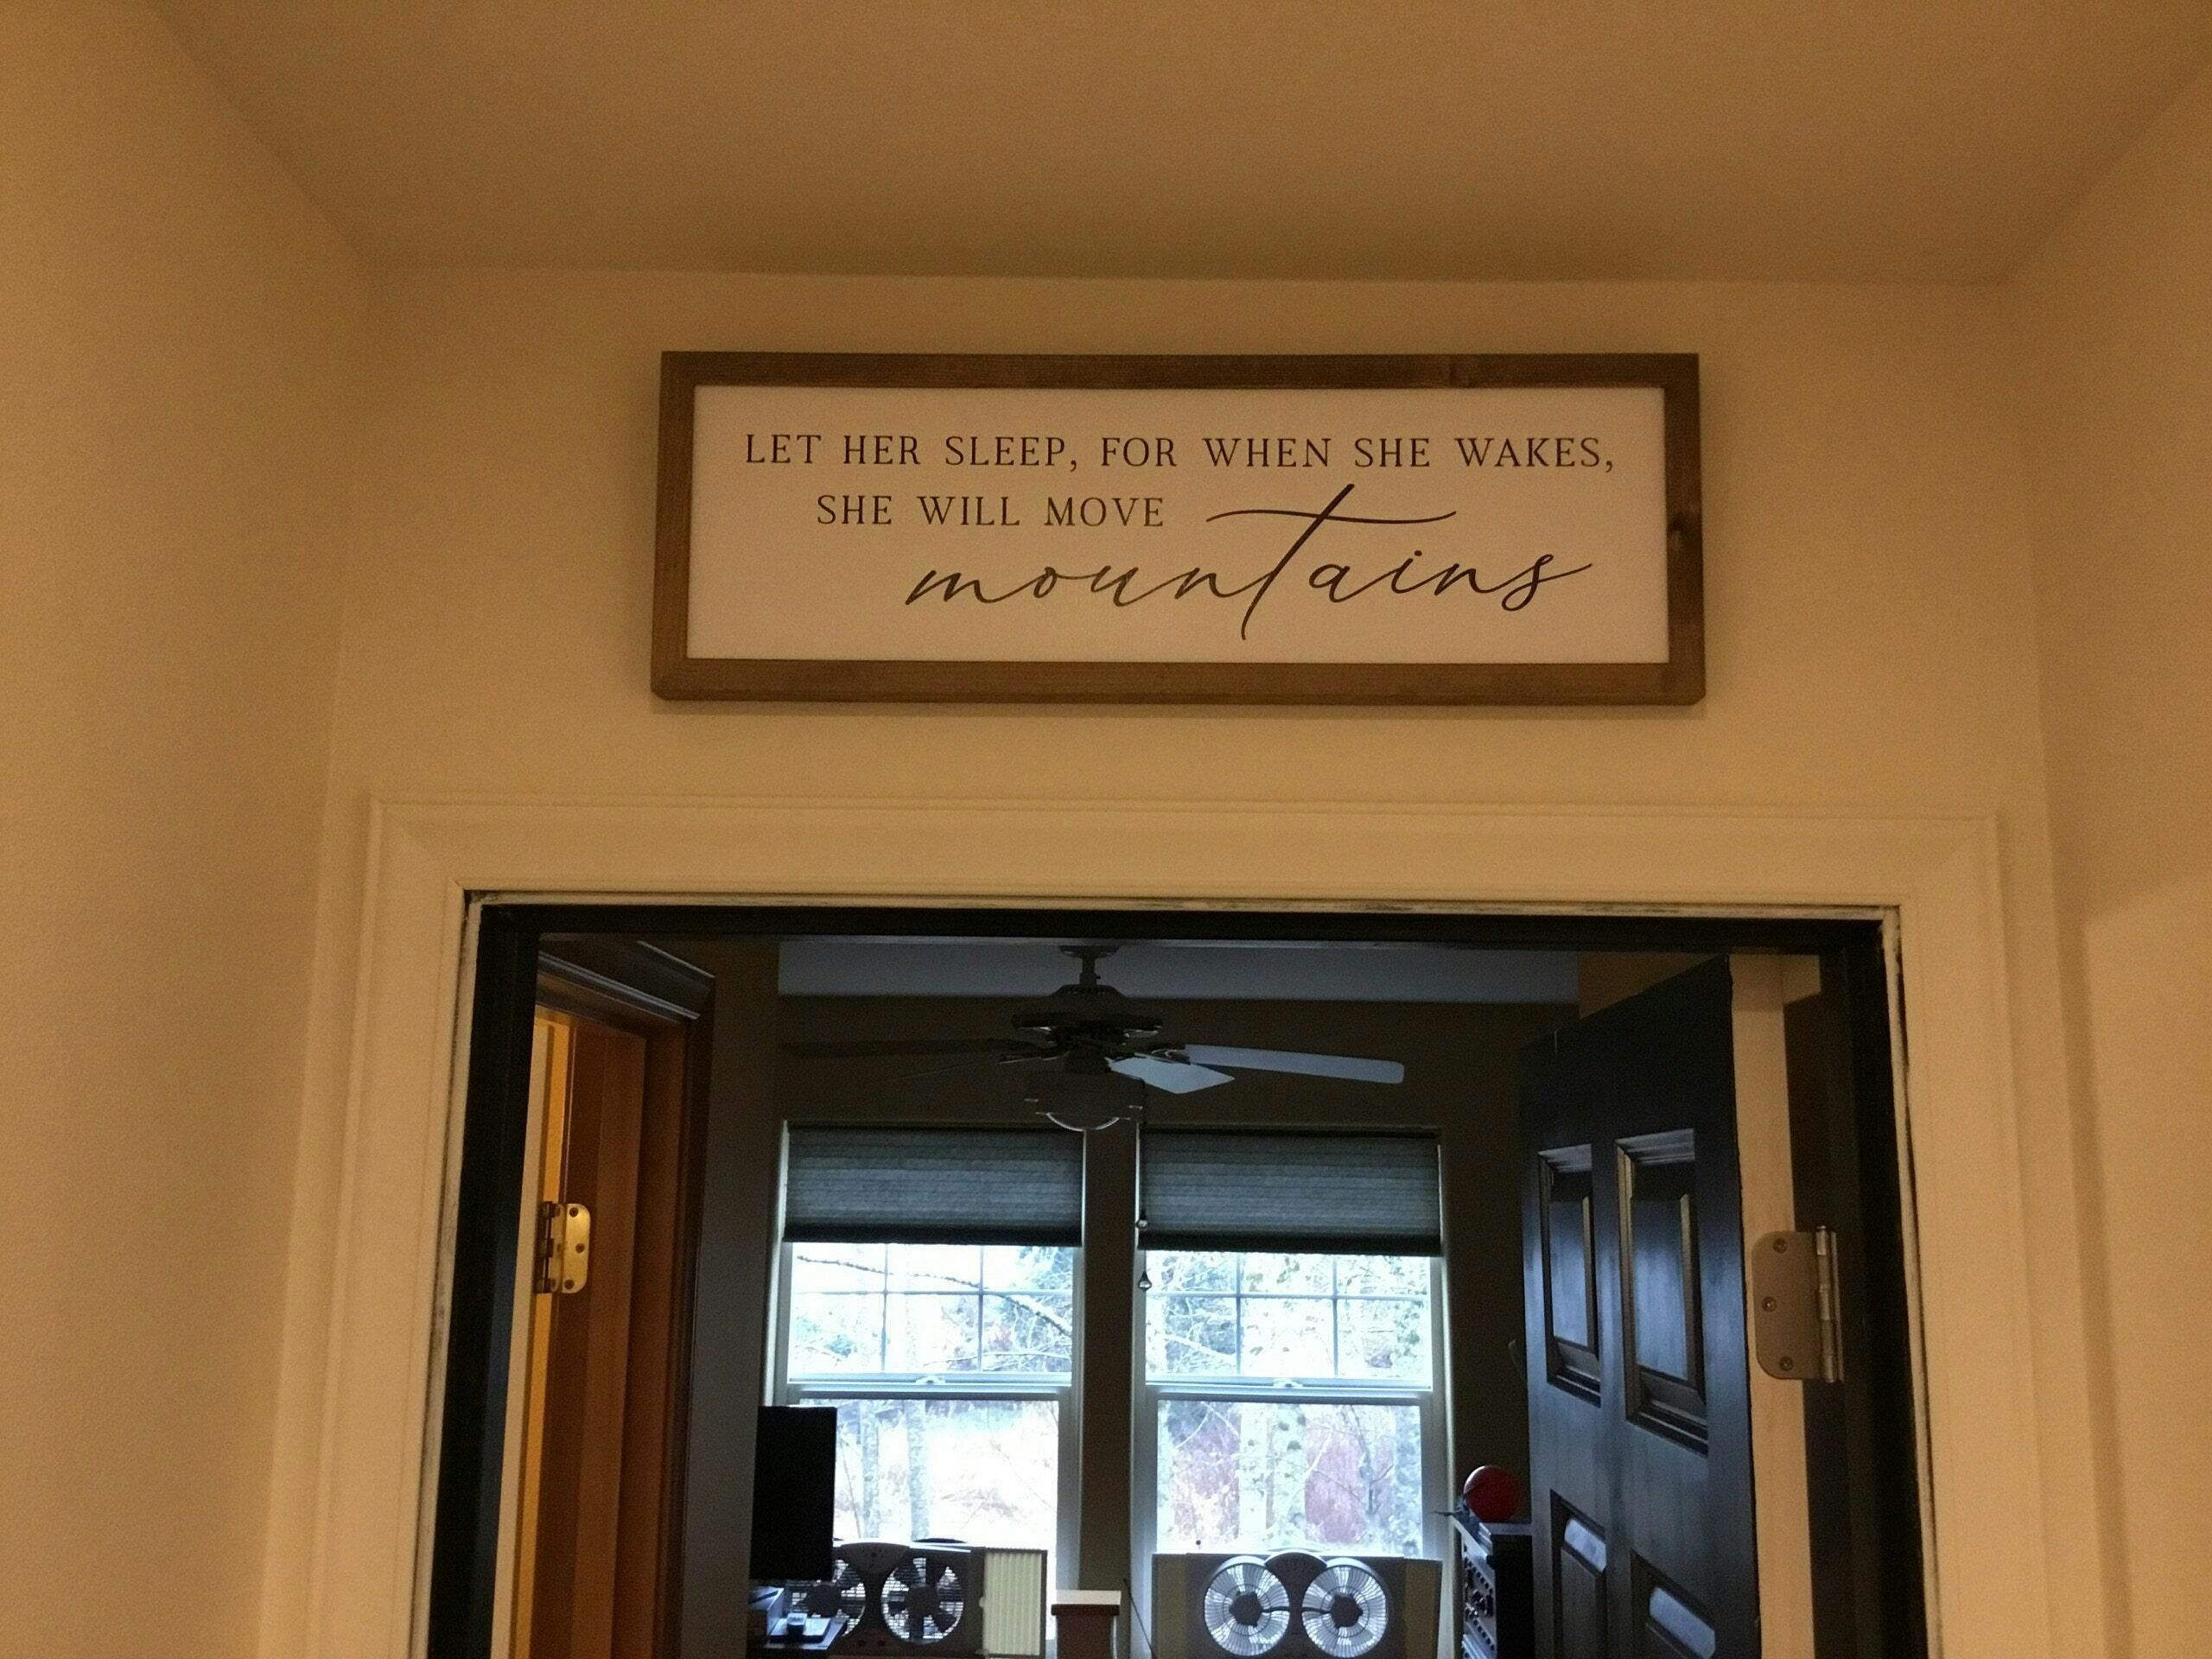 LET HER SLEEP, FOR WHEN SHE WAKES,
SHE WILL MOVE
mountains